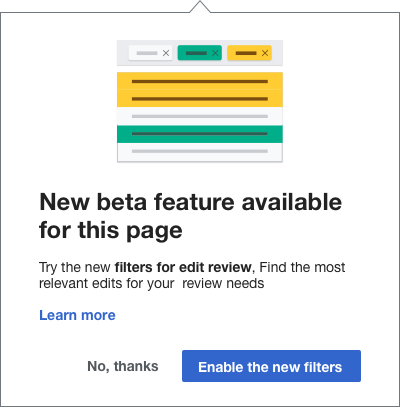 New beta feature available
for this page
Try the new filters for edit review, Find the most
relevant edits for your  review needs
Learn more
No, thanks
Enable the new filters